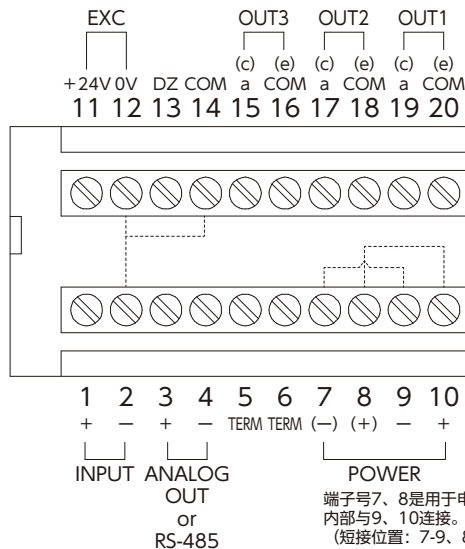 EXC OUT3 OUT2 OUT1
(c) (e) (c) (e) (c) (e)
+24V 0V DZ COM a COM a COM a COM
11 12 13 14 15 16 17 18 19 20
1 2 3 4 5 6 7 8 9 10
+ − + − TERM TERM (−) (+) − +
INPUT ANALOG OUT or RS-485 POWER
端子号7、8是用于
内部与9、10连接。
(短接位置：7-9、8